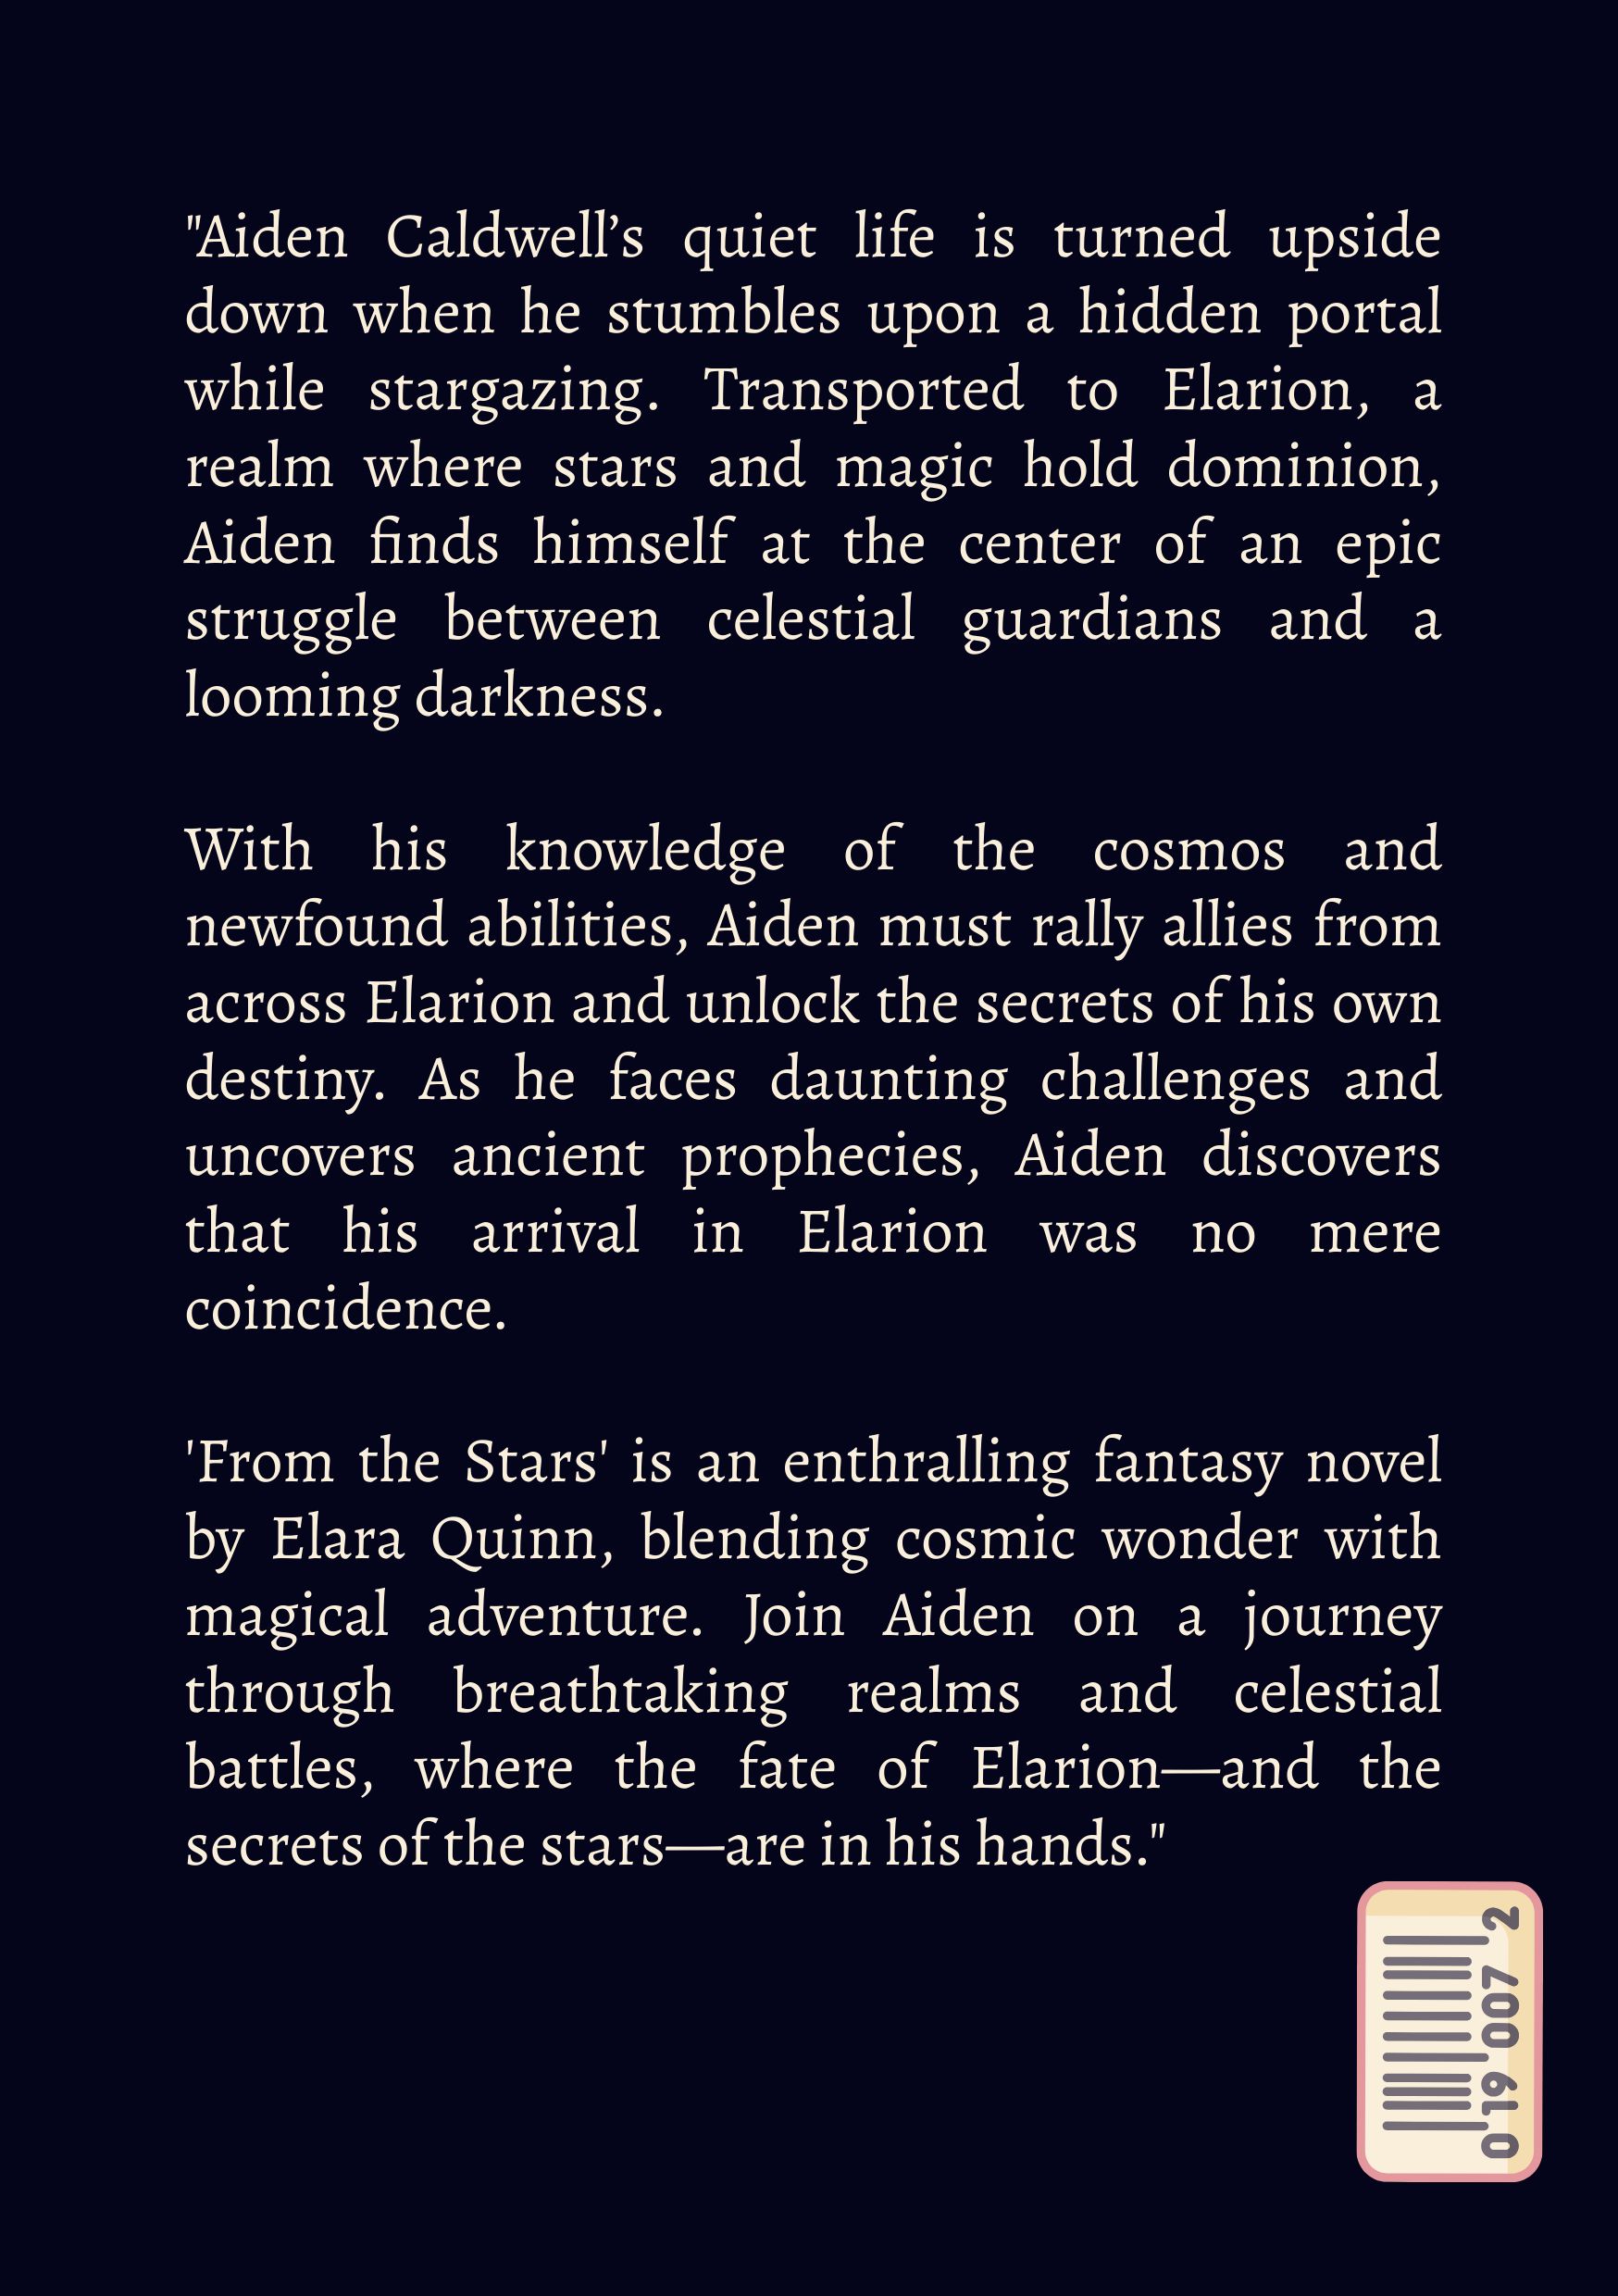 "Aiden Caldwell’s quiet life is turned upside
down when he stumbles upon a hidden portal
while stargazing. Transported to Elarion, a
realm where stars and magic hold dominion,
Aiden finds himself at the center of an epic
struggle between celestial guardians and a
looming darkness.
With his knowledge of the cosmos and
newfound abilities, Aiden must rally allies from
across Elarion and unlock the secrets of his own
destiny. As he faces daunting challenges and
uncovers ancient prophecies, Aiden discovers
that his arrival in Elarion was no mere
coincidence.
'From the Stars' is an enthralling fantasy novel
by Elara Quinn, blending cosmic wonder with
magical adventure. Join Aiden on a journey
through breathtaking realms and celestial
battles, where the fate of Elarion—and the
secrets of the stars—are in his hands."
019 007 2